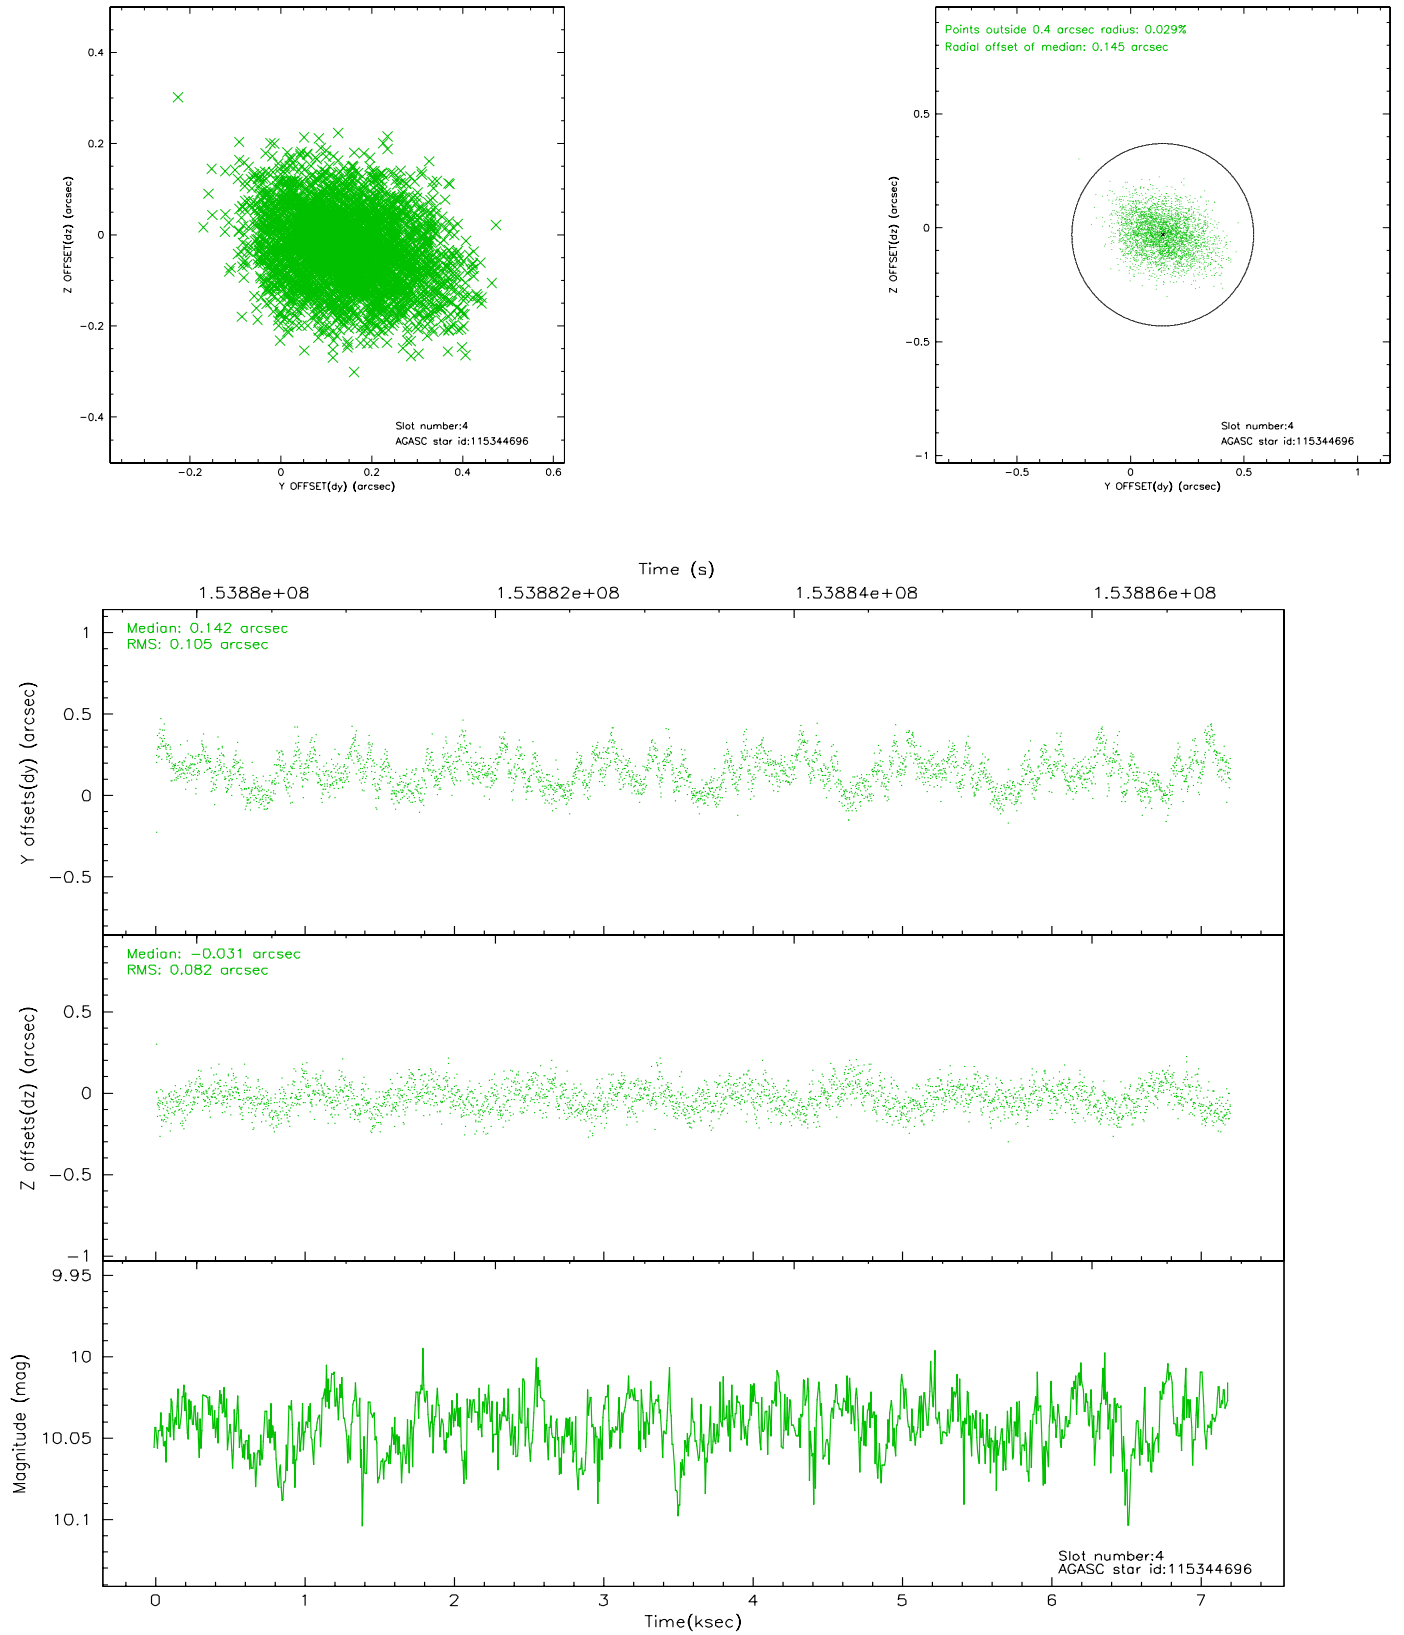 0.4
0.2
0
−0.2
−0.4
Z OFFSET(dz) (arcsec)
Slot number:4
AGASC star id:115344696
−0.2
0
0.2
0.4
0.6
Y OFFSET(dy) (arcsec)
Points outside 0.4 arcsec radius: 0.029%
Radial offset of median: 0.145 arcsec
0.5
0
−0.5
−1
Z OFFSET(dz) (arcsec)
Slot number:4
AGASC star id:115344696
−0.5
0
0.5
1
Y OFFSET(dy) (arcsec)
Time (s)
1.5388e+08
1.53882e+08
1.53884e+08
1.53886e+08
Median: 0.142 arcsec
RMS: 0.105 arcsec
1
0.5
0
−0.5
Y offsets(dy) (arcsec)
Median: −0.031 arcsec
RMS: 0.082 arcsec
0.5
0
−0.5
−1
Z offsets(dz) (arcsec)
9.95
10
10.05
10.1
Magnitude (mag)
Slot number:4
AGASC star id:115344696
0
1
2
3
4
5
6
7
Time(ksec)